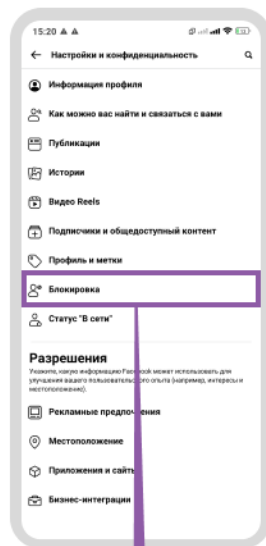 15:20
Настройки и конфиденциальность
Информация профиля
Как можно вас найти и связаться с вами
Публикации
Истории
Видео Reels
Подписчики и общедоступный контент
Профиль и метки
Блокировка
Статус "В сети"
Разрешения
Укажите, какую информацию Facebook может использовать для
улучшения вашего пользовательского опыта (например, интересы и
местоположение).
Рекламные предпочтения
Местоположение
Приложения и сайты
Бизнес-интеграции